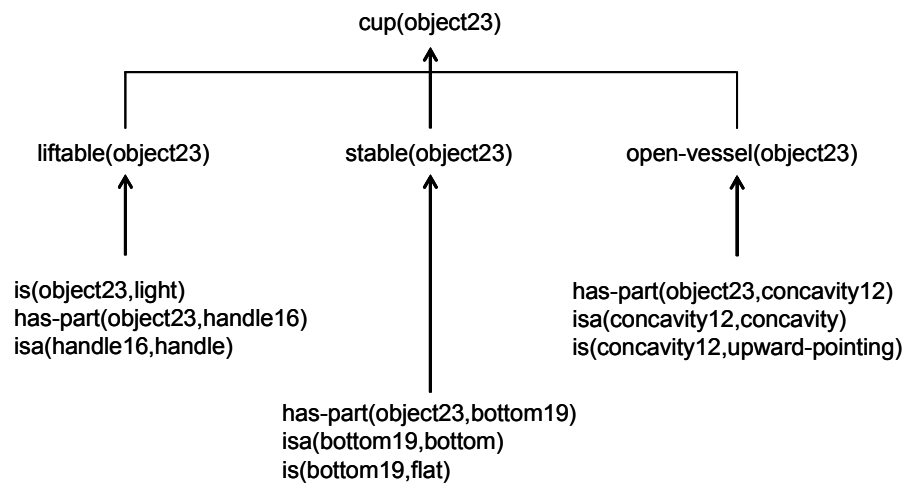 cup(object23)
liftable(object23)
stable(object23)
open-vessel(object23)
is(object23,light)
has-part(object23,handle16)
isa(handle16,handle)
has-part(object23,concavity12)
isa(concavity12,concavity)
is(concavity12,upward-pointing)
has-part(object23,bottom19)
isa(bottom19,bottom)
is(bottom19,flat)